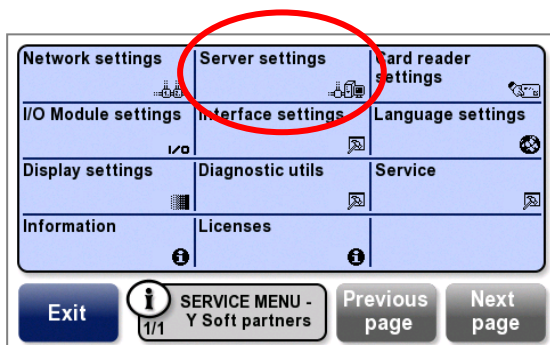 Network settings
Server settings
Card reader
settings
I/O Module settings
I/O
Interface settings
Language settings
Display settings
Diagnostic utils
Service
Information
Licenses
Exit
1/1
SERVICE MENU -
Y Soft partners
Previous
page
Next
page